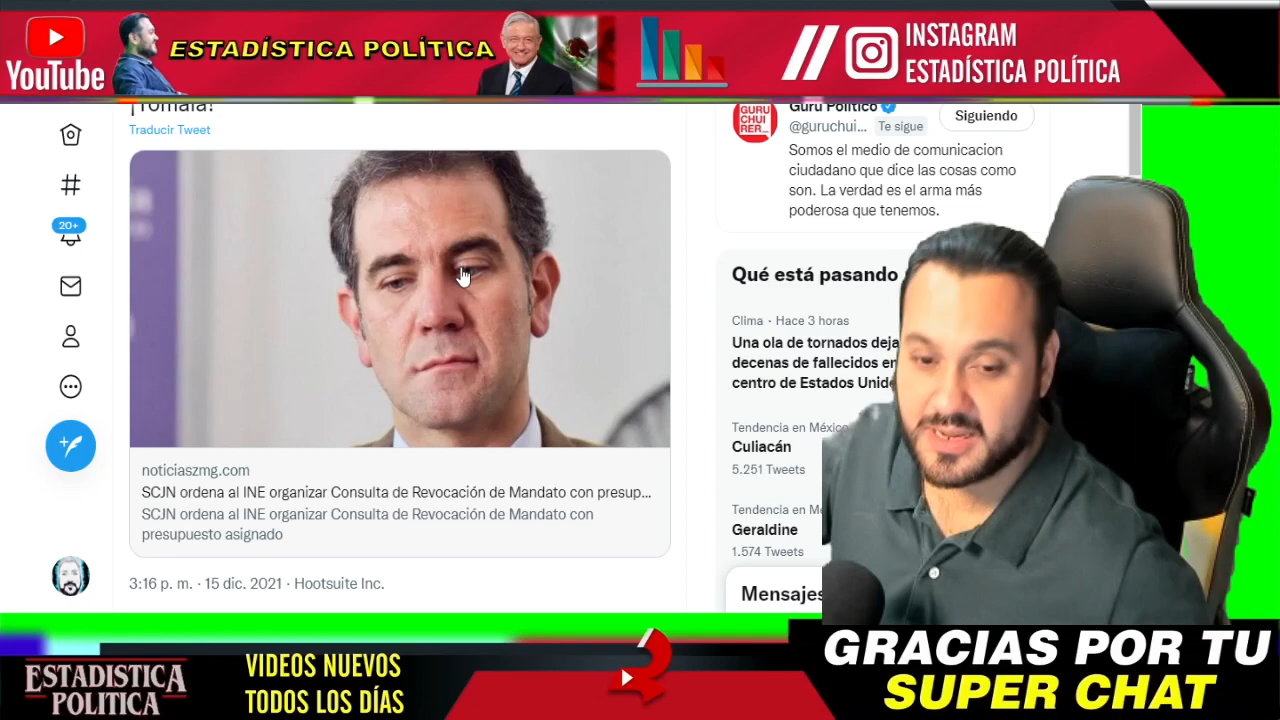 YouTube
ESTADÍSTICA POLÍTICA
INSTAGRAM
ESTADÍSTICA POLÍTICA
¡Tómala!
Traducir Tweet
20+
noticiaszmg.com
SCJN ordena al INE organizar Consulta de Revocación de Mandato con presup...
SCJN ordena al INE organizar Consulta de Revocación de Mandato con
presupuesto asignado
3:16 p. m. · 15 dic. 2021 · Hootsuite Inc.
GURU
CHUI
RER_
Guru Político
@guruchui... Te sigue
Siguiendo
Somos el medio de comunicacion
ciudadano que dice las cosas como
son. La verdad es el arma más
poderosa que tenemos.
Qué está pasando
Clima · Hace 3 horas
Una ola de tornados deja
decenas de fallecidos en
centro de Estados Unid
Tendencia en México
Culiacán
5.251 Tweets
Tendencia en M
Geraldine
1.574 Tweets
Mensajes
ESTADISTICA
POLITICA
VIDEOS NUEVOS
TODOS LOS DÍAS
GRACIAS POR TU
SUPER CHAT